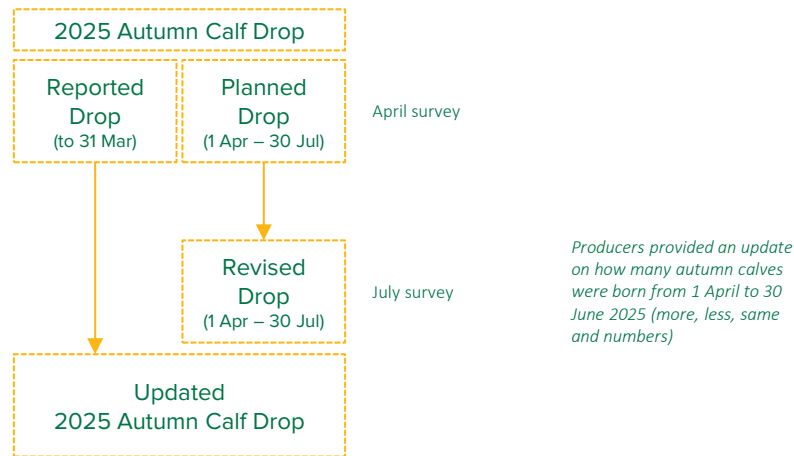 2025 Autumn Calf Drop
Reported
Drop
(to 31 Mar)
Planned
Drop
(1 Apr – 30 Jul)
April survey
Revised
Drop
(1 Apr – 30 Jul)
July survey
Producers provided an update
on how many autumn calves
were born from 1 April to 30
June 2025 (more, less, same
and numbers)
Updated
2025 Autumn Calf Drop